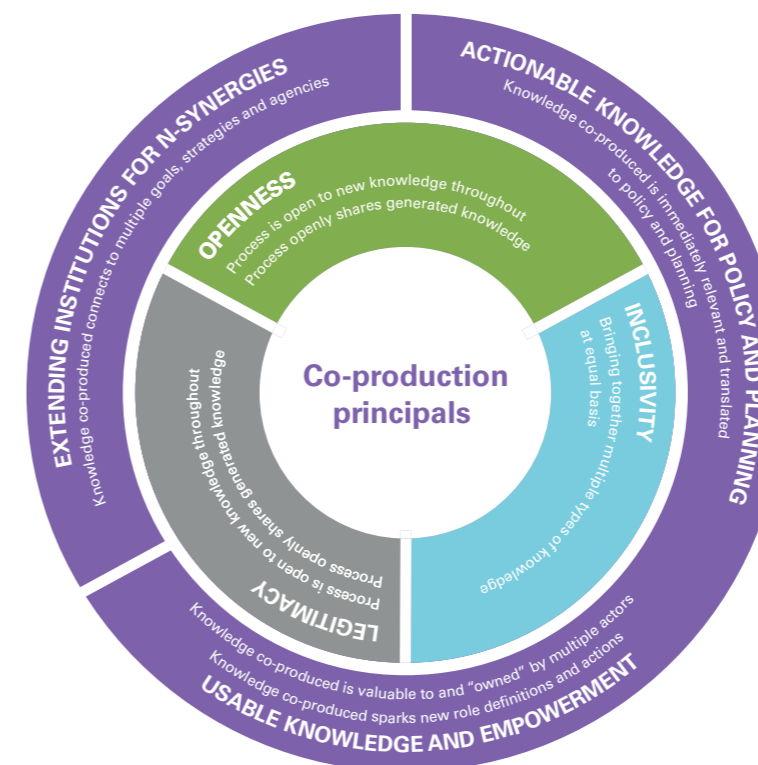 Co-production
principals
OPENNESS
Process is open to new knowledge throughout
Process openly shares generated knowledge
INCLUSIVITY
Bringing together multiple types of knowledge
at equal basis
LEGITIMACY
Process is open to new knowledge throughout
Process openly shares generated knowledge
EXTENDING INSTITUTIONS FOR N-SYNERGIES
Knowledge co-produced connects to multiple goals, strategies and agencies
ACTIONABLE KNOWLEDGE FOR POLICY AND PLANNING
Knowledge co-produced is immediately relevant and translated
to policy and planning
Knowledge co-produced is valuable to and “owned” by multiple actors
Knowledge co-produced sparks new role definitions and actions
USABLE KNOWLEDGE AND EMPOWERMENT